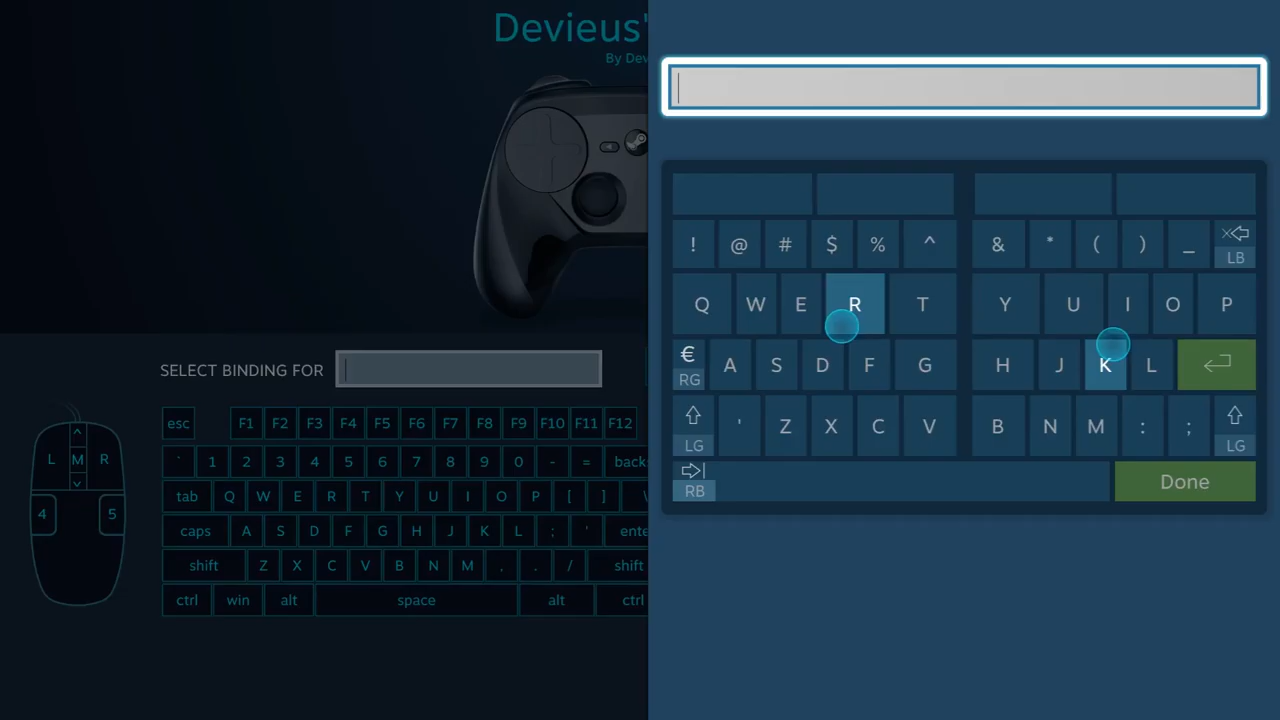 Devieus'
By Dev
SELECT BINDING FOR
L M R
4 5
esc F1 F2 F3 F4 F5 F6 F7 F8 F9 F10 F11 F12
` 1 2 3 4 5 6 7 8 9 0 - = back
tab Q W E R T Y U I O P [ ] \
caps A S D F G H J K L ; ' ente
shift Z X C V B N M , . / shift
ctrl win alt space alt ctrl
! @ # $ % ^ & * ( ) _ LB
Q W E R T Y U I O P
€ RG A S D F G H J K L
LG ' Z X C V B N M : ; LG
RB Done